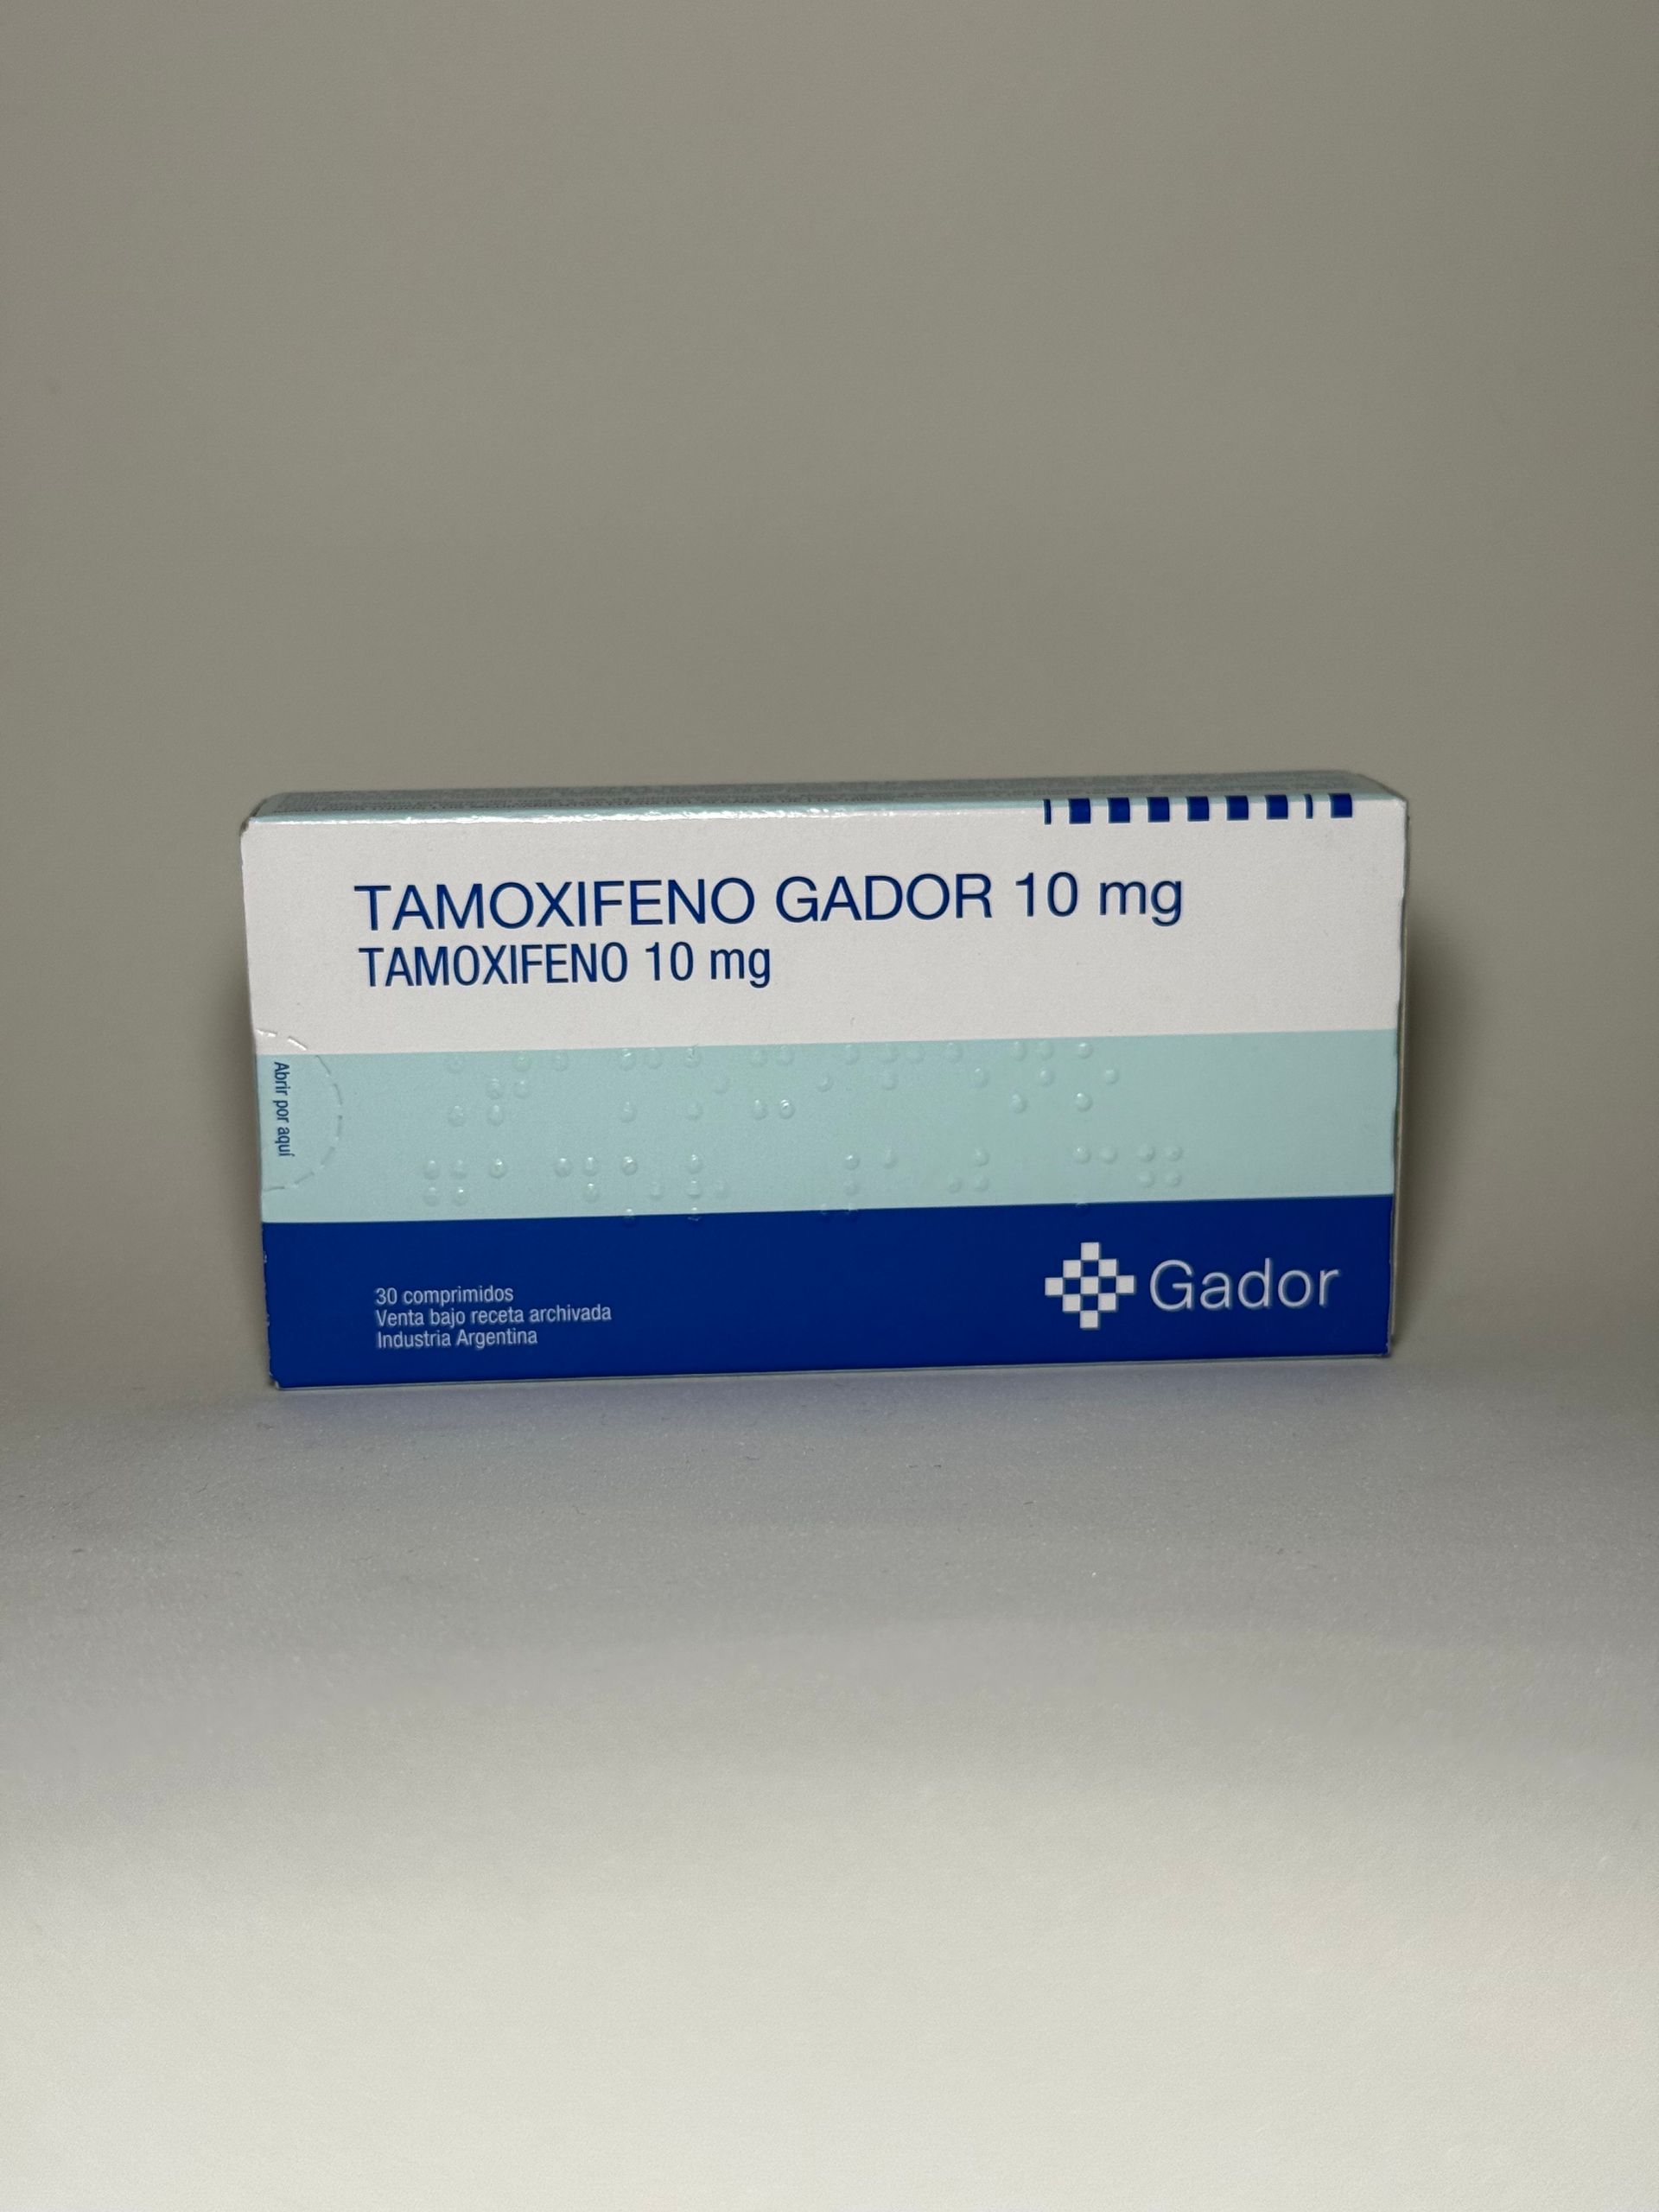 TAMOXIFENO GADOR 10 mg
TAMOXIFENO 10 mg
Abrir por aquí
30 comprimidos
Venta bajo receta archivada
Industria Argentina
Gador